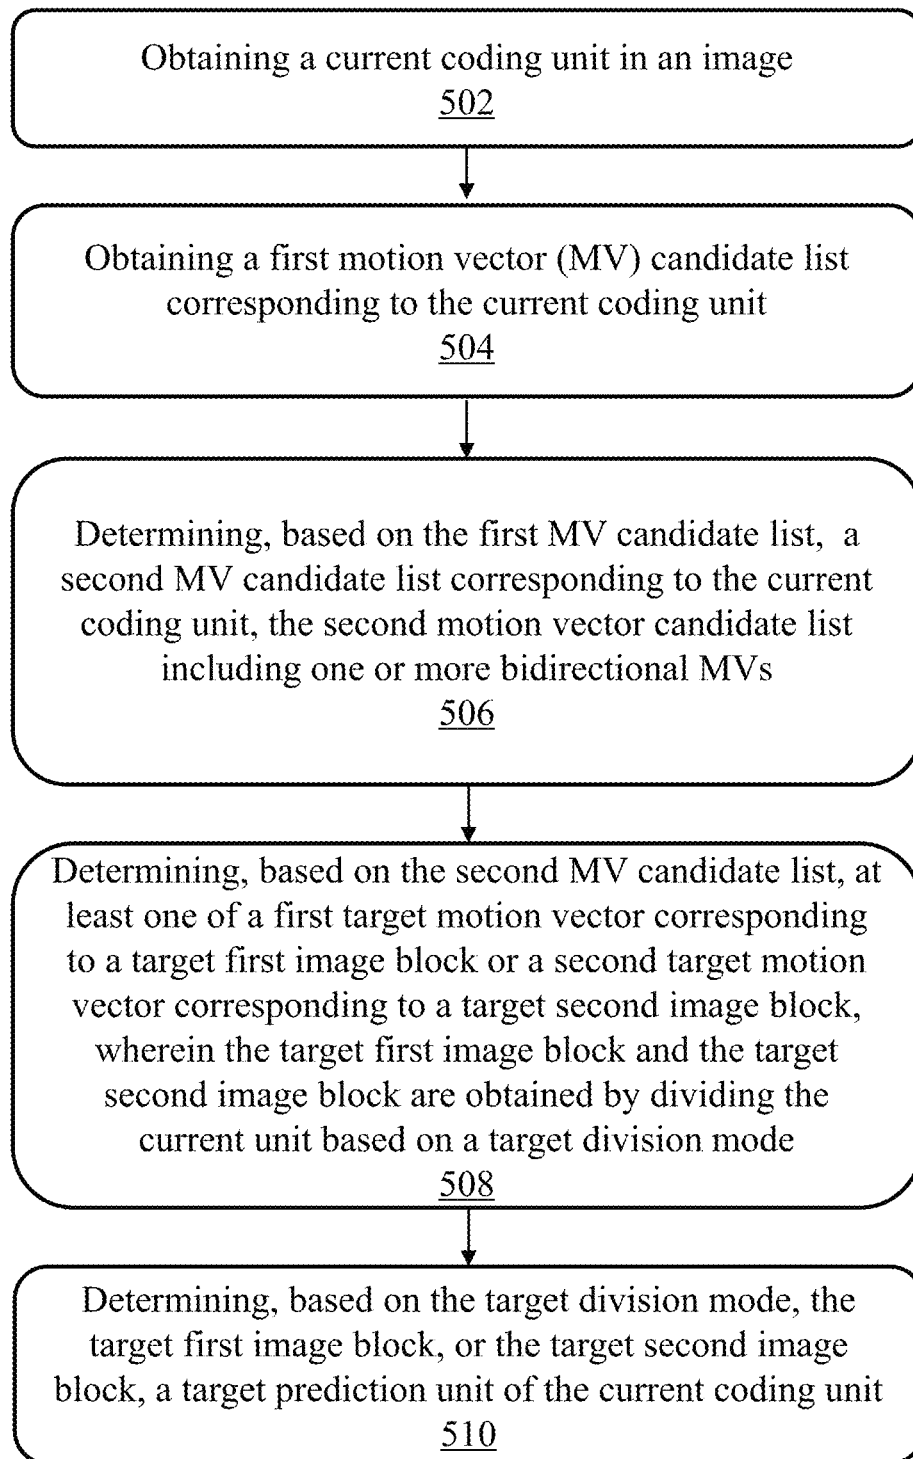 Obtaining a current coding unit in an image
502
Obtaining a first motion vector (MV) candidate list
corresponding to the current coding unit
504
Determining, based on the first MV candidate list, a
second MV candidate list corresponding to the current
coding unit, the second motion vector candidate list
including one or more bidirectional MVs
506
Determining, based on the second MV candidate list, at
least one of a first target motion vector corresponding
to a target first image block or a second target motion
vector corresponding to a target second image block,
wherein the target first image block and the target
second image block are obtained by dividing the
current unit based on a target division mode
508
Determining, based on the target division mode, the
target first image block, or the target second image
block, a target prediction unit of the current coding unit
510